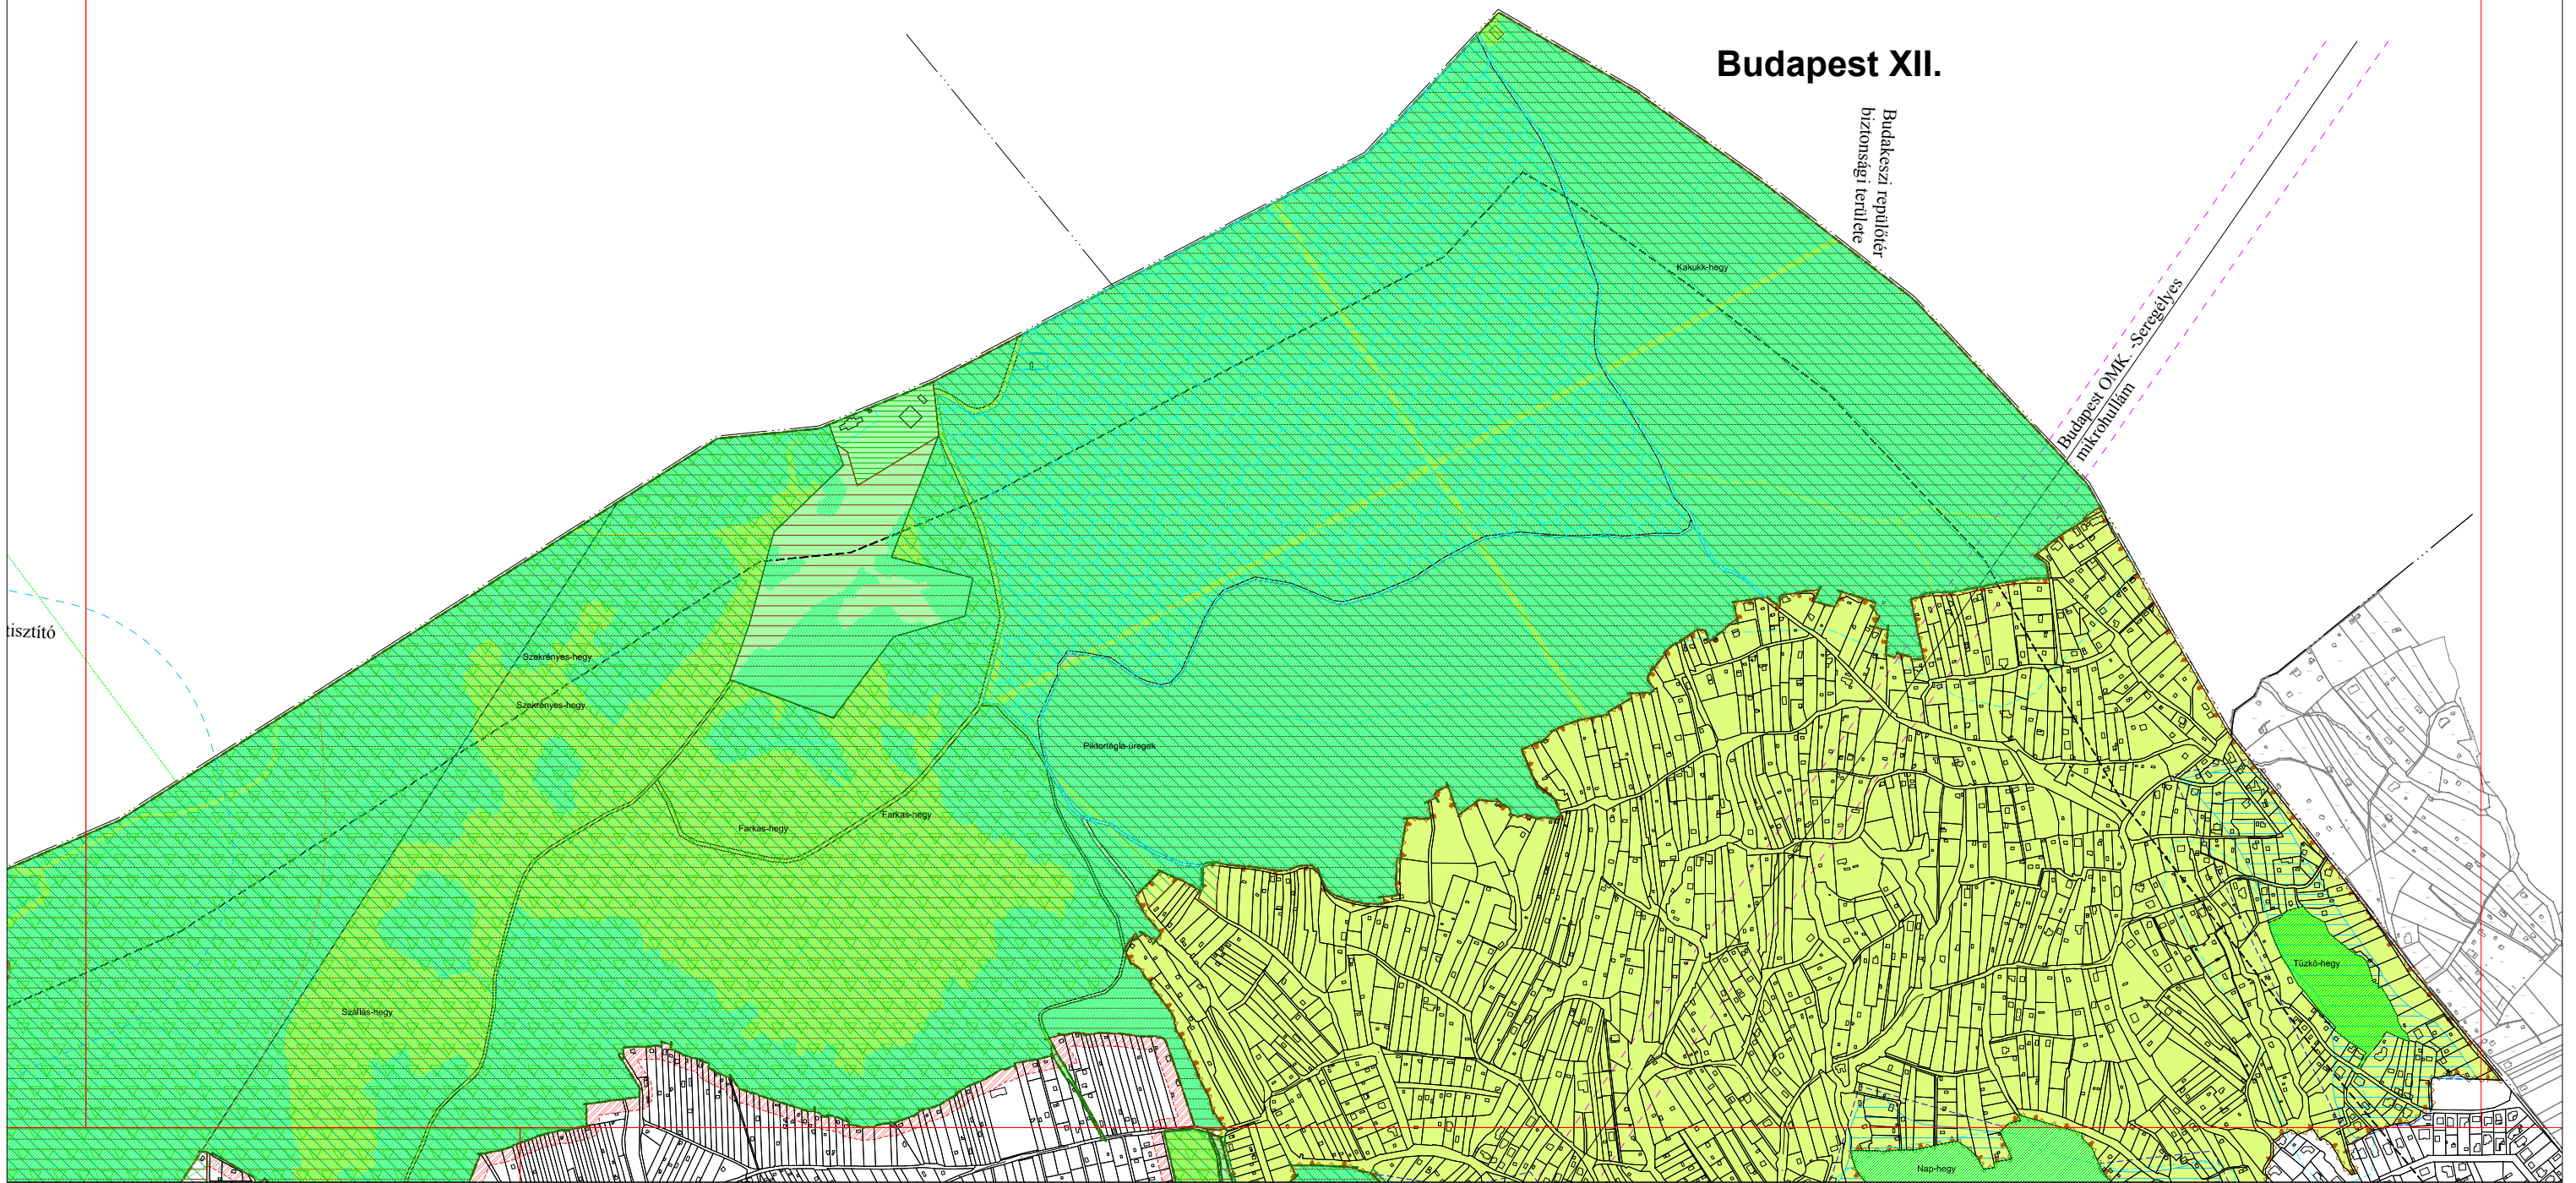 Budapest XII.
Budakeszi repülőtér
biztonsági területe
Kakukk-hegy
Budapest OMK. -Seregélyes
mikrohullám
tisztító
Szekrényes-hegy
Szekrényes-hegy
Piktortégla-üregek
Farkas-hegy
Farkas-hegy
Tűzkő-hegy
Szállás-hegy
Nap-hegy